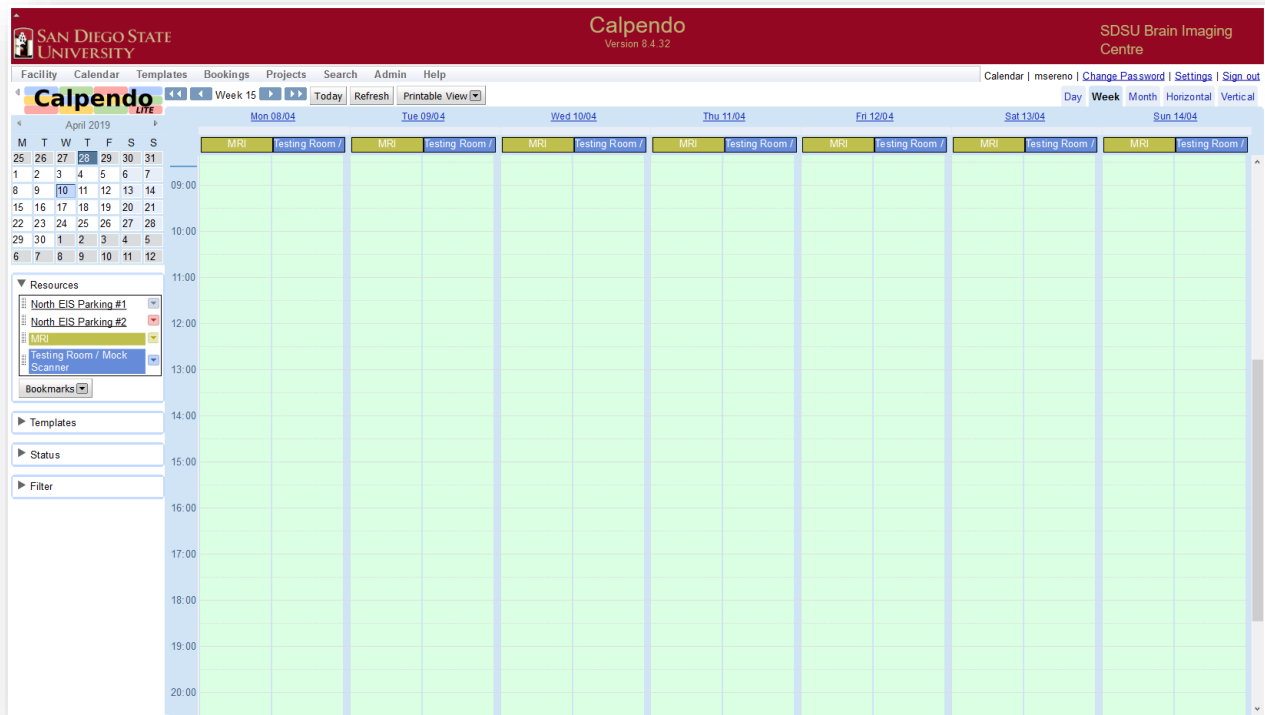 SAN DIEGO STATE
UNIVERSITY
Calpendo
Version 8.4.32
SDSU Brain Imaging
Centre
Facility Calendar Templates Bookings Projects Search Admin Help
Calendar | msereno | Change Password | Settings | Sign out
Calpendo
LITE
Week 15 Today Refresh Printable View
Day Week Month Horizontal Vertical
April 2019
M T W T F S S
25 26 27 28 29 30 31
1 2 3 4 5 6 7
8 9 10 11 12 13 14
15 16 17 18 19 20 21
22 23 24 25 26 27 28
29 30 1 2 3 4 5
6 7 8 9 10 11 12
Resources
North EIS Parking #1
North EIS Parking #2
MRI
Testing Room / Mock
Scanner
Bookmarks
Templates
Status
Filter
Mon 08/04 Tue 09/04 Wed 10/04 Thu 11/04 Fri 12/04 Sat 13/04 Sun 14/04
MRI Testing Room / MRI Testing Room / MRI Testing Room / MRI Testing Room / MRI Testing Room / MRI Testing Room / MRI Testing Room /
09:00
10:00
11:00
12:00
13:00
14:00
15:00
16:00
17:00
18:00
19:00
20:00